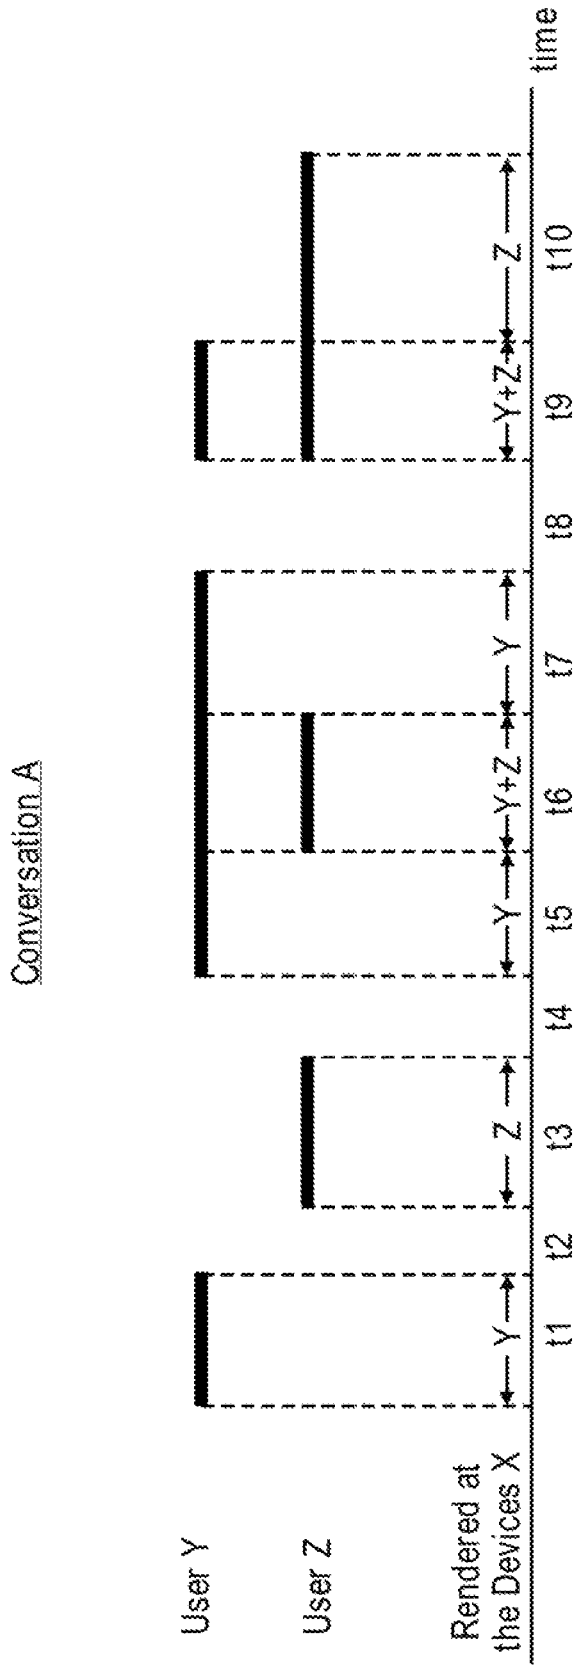 Conversation A
User Y
User Z
Rendered at
the Devices X
Y
Z
Y
Y+Z
Y
Y+Z
Z
t1
t2
t3
t4
t5
t6
t7
t8
t9
t10
time